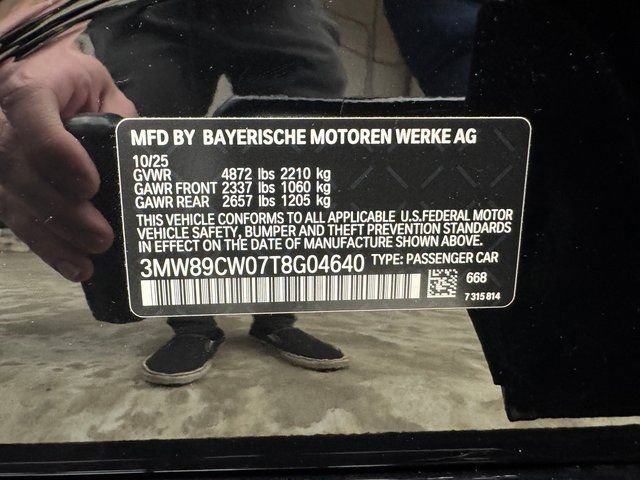 MFD BY BAYERISCHE MOTOREN WERKE AG
10/25
GVWR 4872 lbs 2210 kg
GAWR FRONT 2337 lbs 1060 kg
GAWR REAR 2657 lbs 1205 kg
THIS VEHICLE CONFORMS TO ALL APPLICABLE U.S.FEDERAL MOTOR
VEHICLE SAFETY, BUMPER AND THEFT PREVENTION STANDARDS
IN EFFECT ON THE DATE OF MANUFACTURE SHOWN ABOVE.
3MW89CW07T8G04640 TYPE: PASSENGER CAR
668
7 315 814